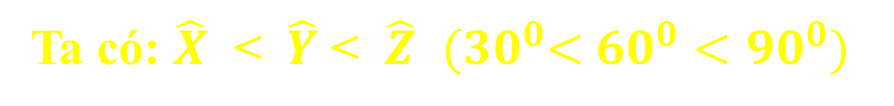 Ta có: X̂ < Ŷ < Ẑ (30⁰< 60⁰ < 90⁰)